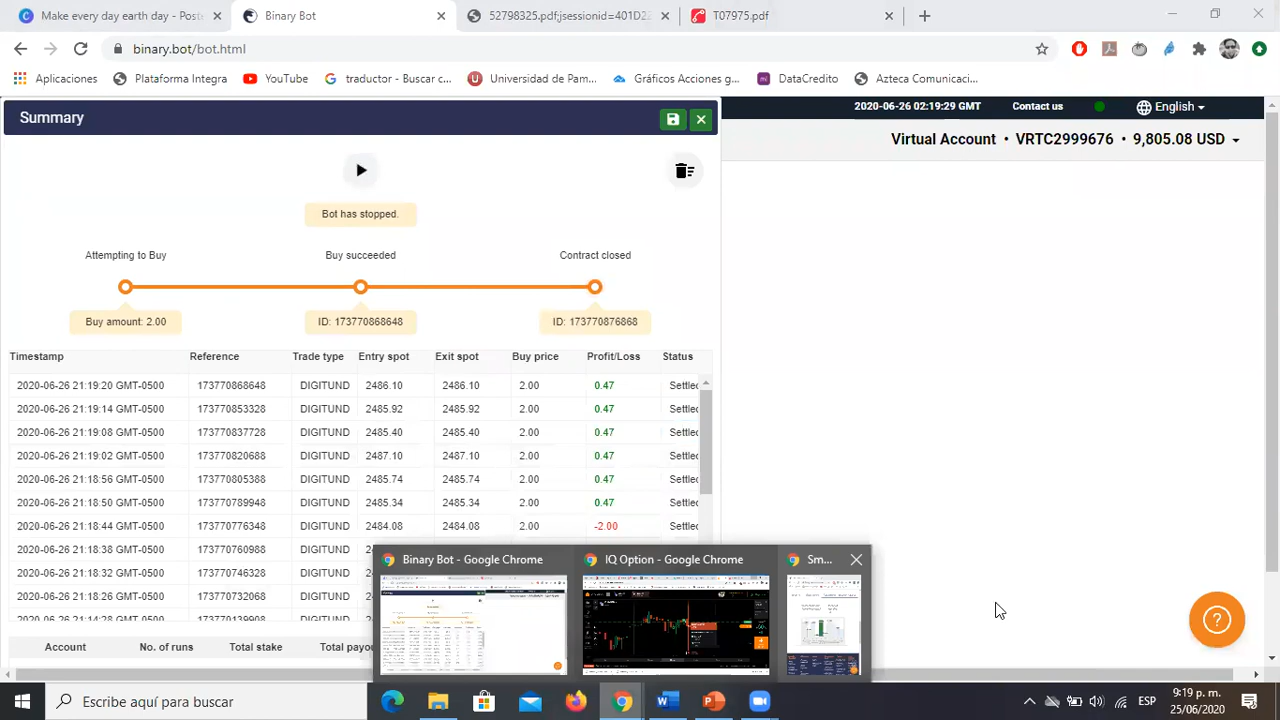 Make every day earth day - Poste
Binary Bot
52798325.pdf;jsessionid=401D22
T07975.pdf
binary.bot/bot.html
Aplicaciones
Plataforma Integra
YouTube
traductor - Buscar c...
Universidad de Pam...
Gráficos Acciones g...
DataCredito
Azteca Comunicaci...
Summary
2020-06-26 02:19:29 GMT
Contact us
English
Virtual Account • VRTC2999676 • 9,805.08 USD
Bot has stopped.
Attempting to Buy
Buy succeeded
Contract closed
Buy amount: 2.00
ID: 173770868648
ID: 173770876868
Timestamp Reference Trade type Entry spot Exit spot Buy price Profit/Loss Status
2020-06-26 21:19:20 GMT-0500 173770868648 DIGITUND 2486.10 2486.10 2.00 0.47 Settled
2020-06-26 21:19:14 GMT-0500 173770853328 DIGITUND 2485.92 2485.92 2.00 0.47 Settled
2020-06-26 21:19:08 GMT-0500 173770837728 DIGITUND 2485.40 2485.40 2.00 0.47 Settled
2020-06-26 21:19:02 GMT-0500 173770820688 DIGITUND 2487.10 2487.10 2.00 0.47 Settled
2020-06-26 21:18:56 GMT-0500 173770805388 DIGITUND 2485.74 2485.74 2.00 0.47 Settled
2020-06-26 21:18:50 GMT-0500 173770789948 DIGITUND 2485.34 2485.34 2.00 0.47 Settled
2020-06-26 21:18:44 GMT-0500 173770776348 DIGITUND 2484.08 2484.08 2.00 -2.00 Settled
2020-06-26 21:18:38 GMT-0500 173770760988 DIGITUND
2020-06-26 21:18:32 GMT-0500 173770746328 DIGITUND
2020-06-26 21:18:26 GMT-0500 173770732068 DIGITUND
Account No. of Total stake Total payou
Binary Bot - Google Chrome
IQ Option - Google Chrome
Sm...
Escribe aquí para buscar
ESP
9:19 p. m.
25/06/2020